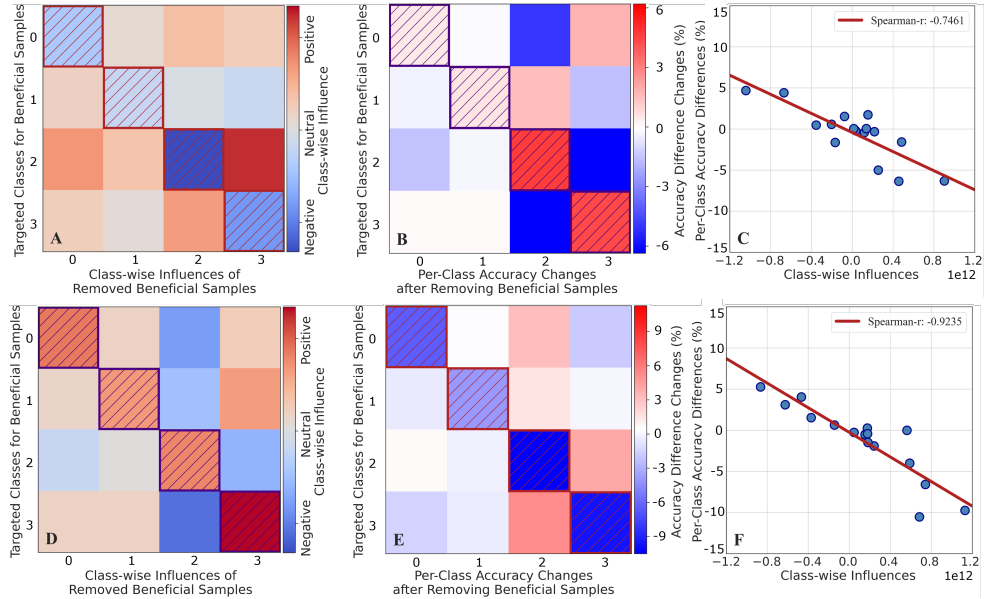 Targeted Classes for Beneficial Samples
0
1
2
3
A
0 1 2 3
Class-wise Influences of
Removed Beneficial Samples
Negative Neutral Positive
Class-wise Influence
Targeted Classes for Beneficial Samples
0
1
2
3
B
0 1 2 3
Per-Class Accuracy Changes
after Removing Beneficial Samples
6
3
0
-3
-6
Accuracy Difference Changes (%)
Per-Class Accuracy Differences (%)
15
10
5
0
−5
−10
−15
Spearman-r: -0.7461
C
−1.2 −0.8 −0.4 0.0 0.4 0.8 1.2
Class-wise Influences
1e12
Targeted Classes for Beneficial Samples
0
1
2
3
D
0 1 2 3
Class-wise Influences of
Removed Beneficial Samples
Negative Neutral Positive
Class-wise Influence
Targeted Classes for Beneficial Samples
0
1
2
3
E
0 1 2 3
Per-Class Accuracy Changes
after Removing Beneficial Samples
9
6
3
0
-3
-6
-9
Accuracy Difference Changes (%)
Per-Class Accuracy Differences (%)
15
10
5
0
−5
−10
−15
Spearman-r: -0.9235
F
−1.2 −0.8 −0.4 0.0 0.4 0.8 1.2
Class-wise Influences
1e12